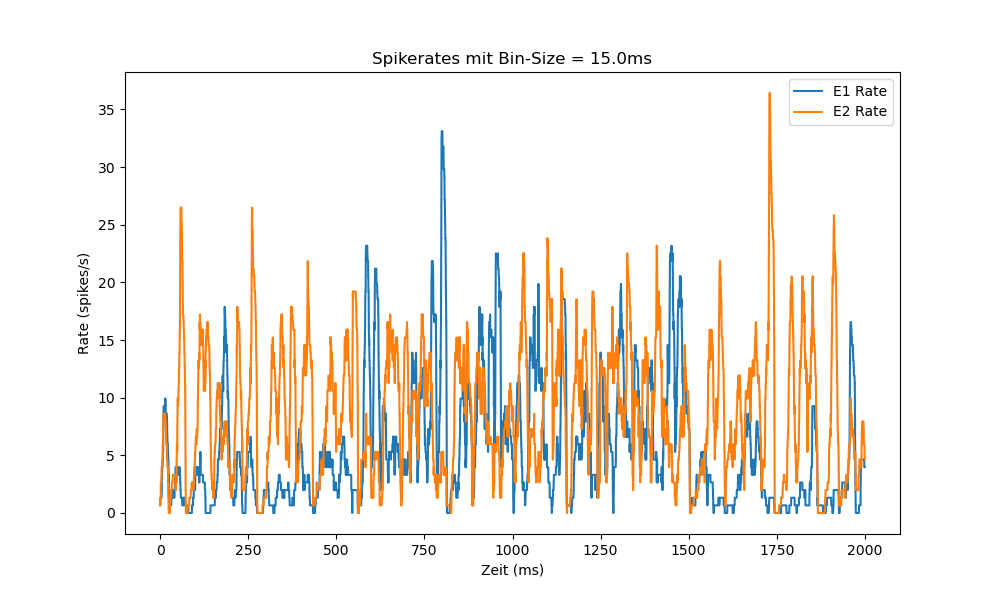 Spikerates mit Bin-Size = 15.0ms
E1 Rate
E2 Rate
35
30
25
20
15
10
5
0
Rate (spikes/s)
0 250 500 750 1000 1250 1500 1750 2000
Zeit (ms)